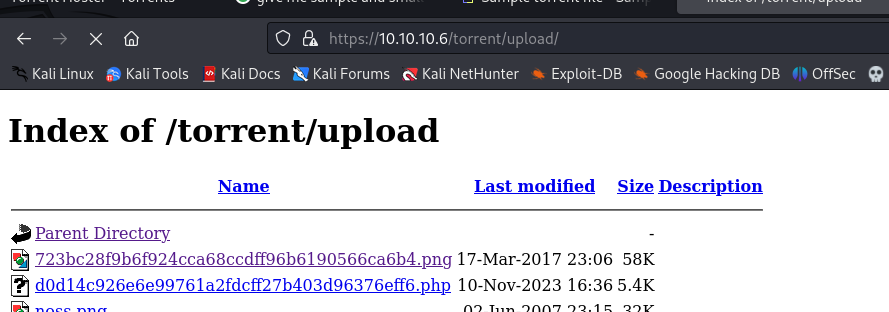 Torrent Hoster - Torrents give me sample and sma Sample torrent file - Sam Index of /torrent/upload
https://10.10.10.6/torrent/upload/
Kali Linux Kali Tools Kali Docs Kali Forums Kali NetHunter Exploit-DB Google Hacking DB OffSec
Index of /torrent/upload
Name Last modified Size Description
Parent Directory -
723bc28f9b6f924cca68ccdff96b6190566ca6b4.png 17-Mar-2017 23:06 58K
d0d14c926e6e99761a2fdcff27b403d96376eff6.php 10-Nov-2023 16:36 5.4K
noss.png 02-Jun-2007 23:15 32K